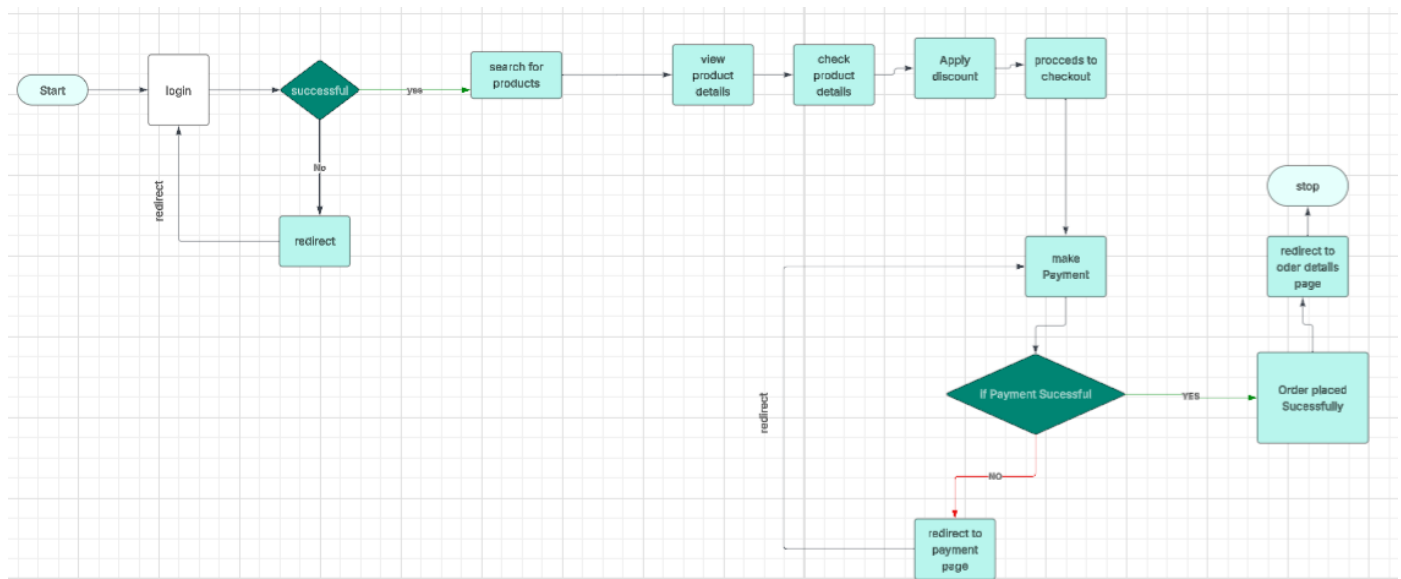 Start
login
successful
yes
search for
products
view
product
details
check
product
details
Apply
discount
procceds to
checkout
No
redirect
redirect
stop
redirect to
oder details
page
make
Payment
redirect
if Payment Sucessful
YES
Order placed
Sucessfully
NO
redirect to
payment
page